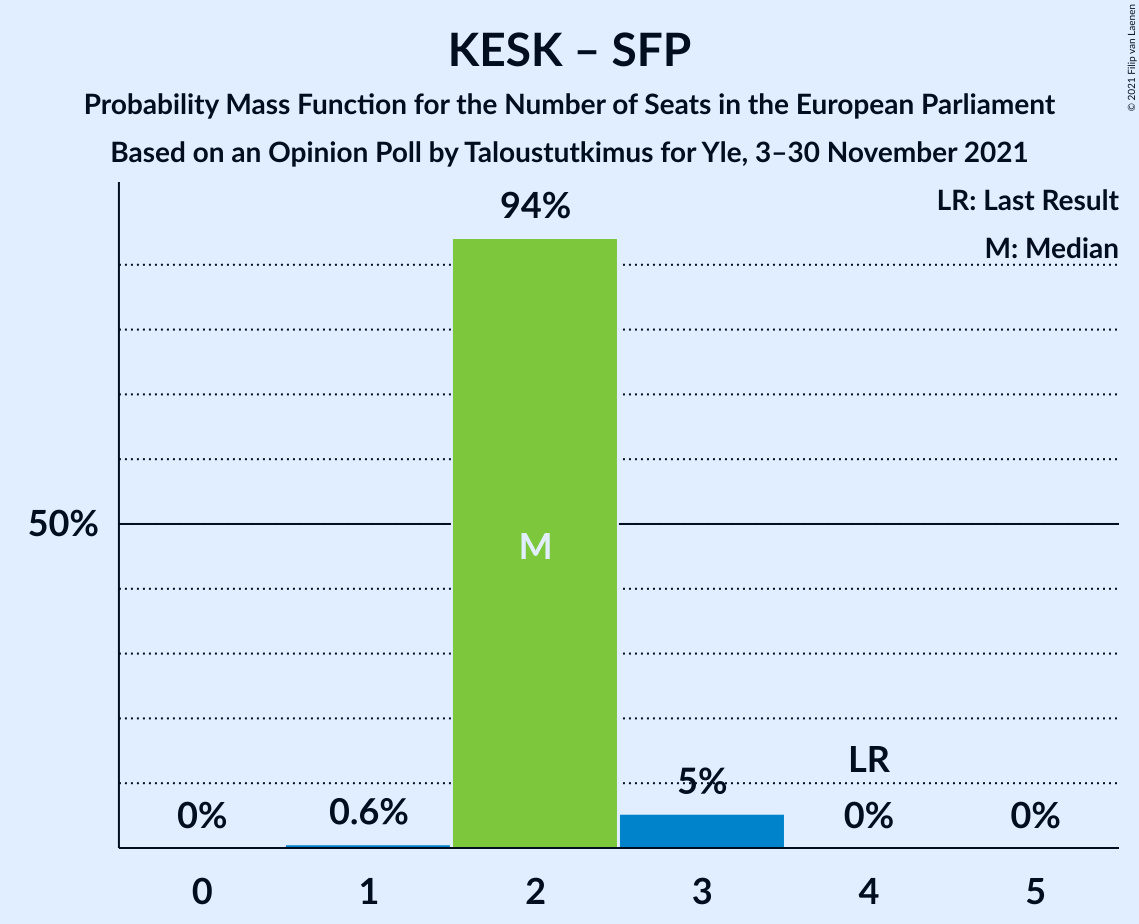 KESK – SFP
Probability Mass Function for the Number of Seats in the European Parliament
Based on an Opinion Poll by Taloustutkimus for Yle, 3–30 November 2021
© 2021 Filip van Laenen
LR: Last Result
M: Median
94%
50%
M
LR
5%
0%
0.6%
0%
0%
0
1
2
3
4
5